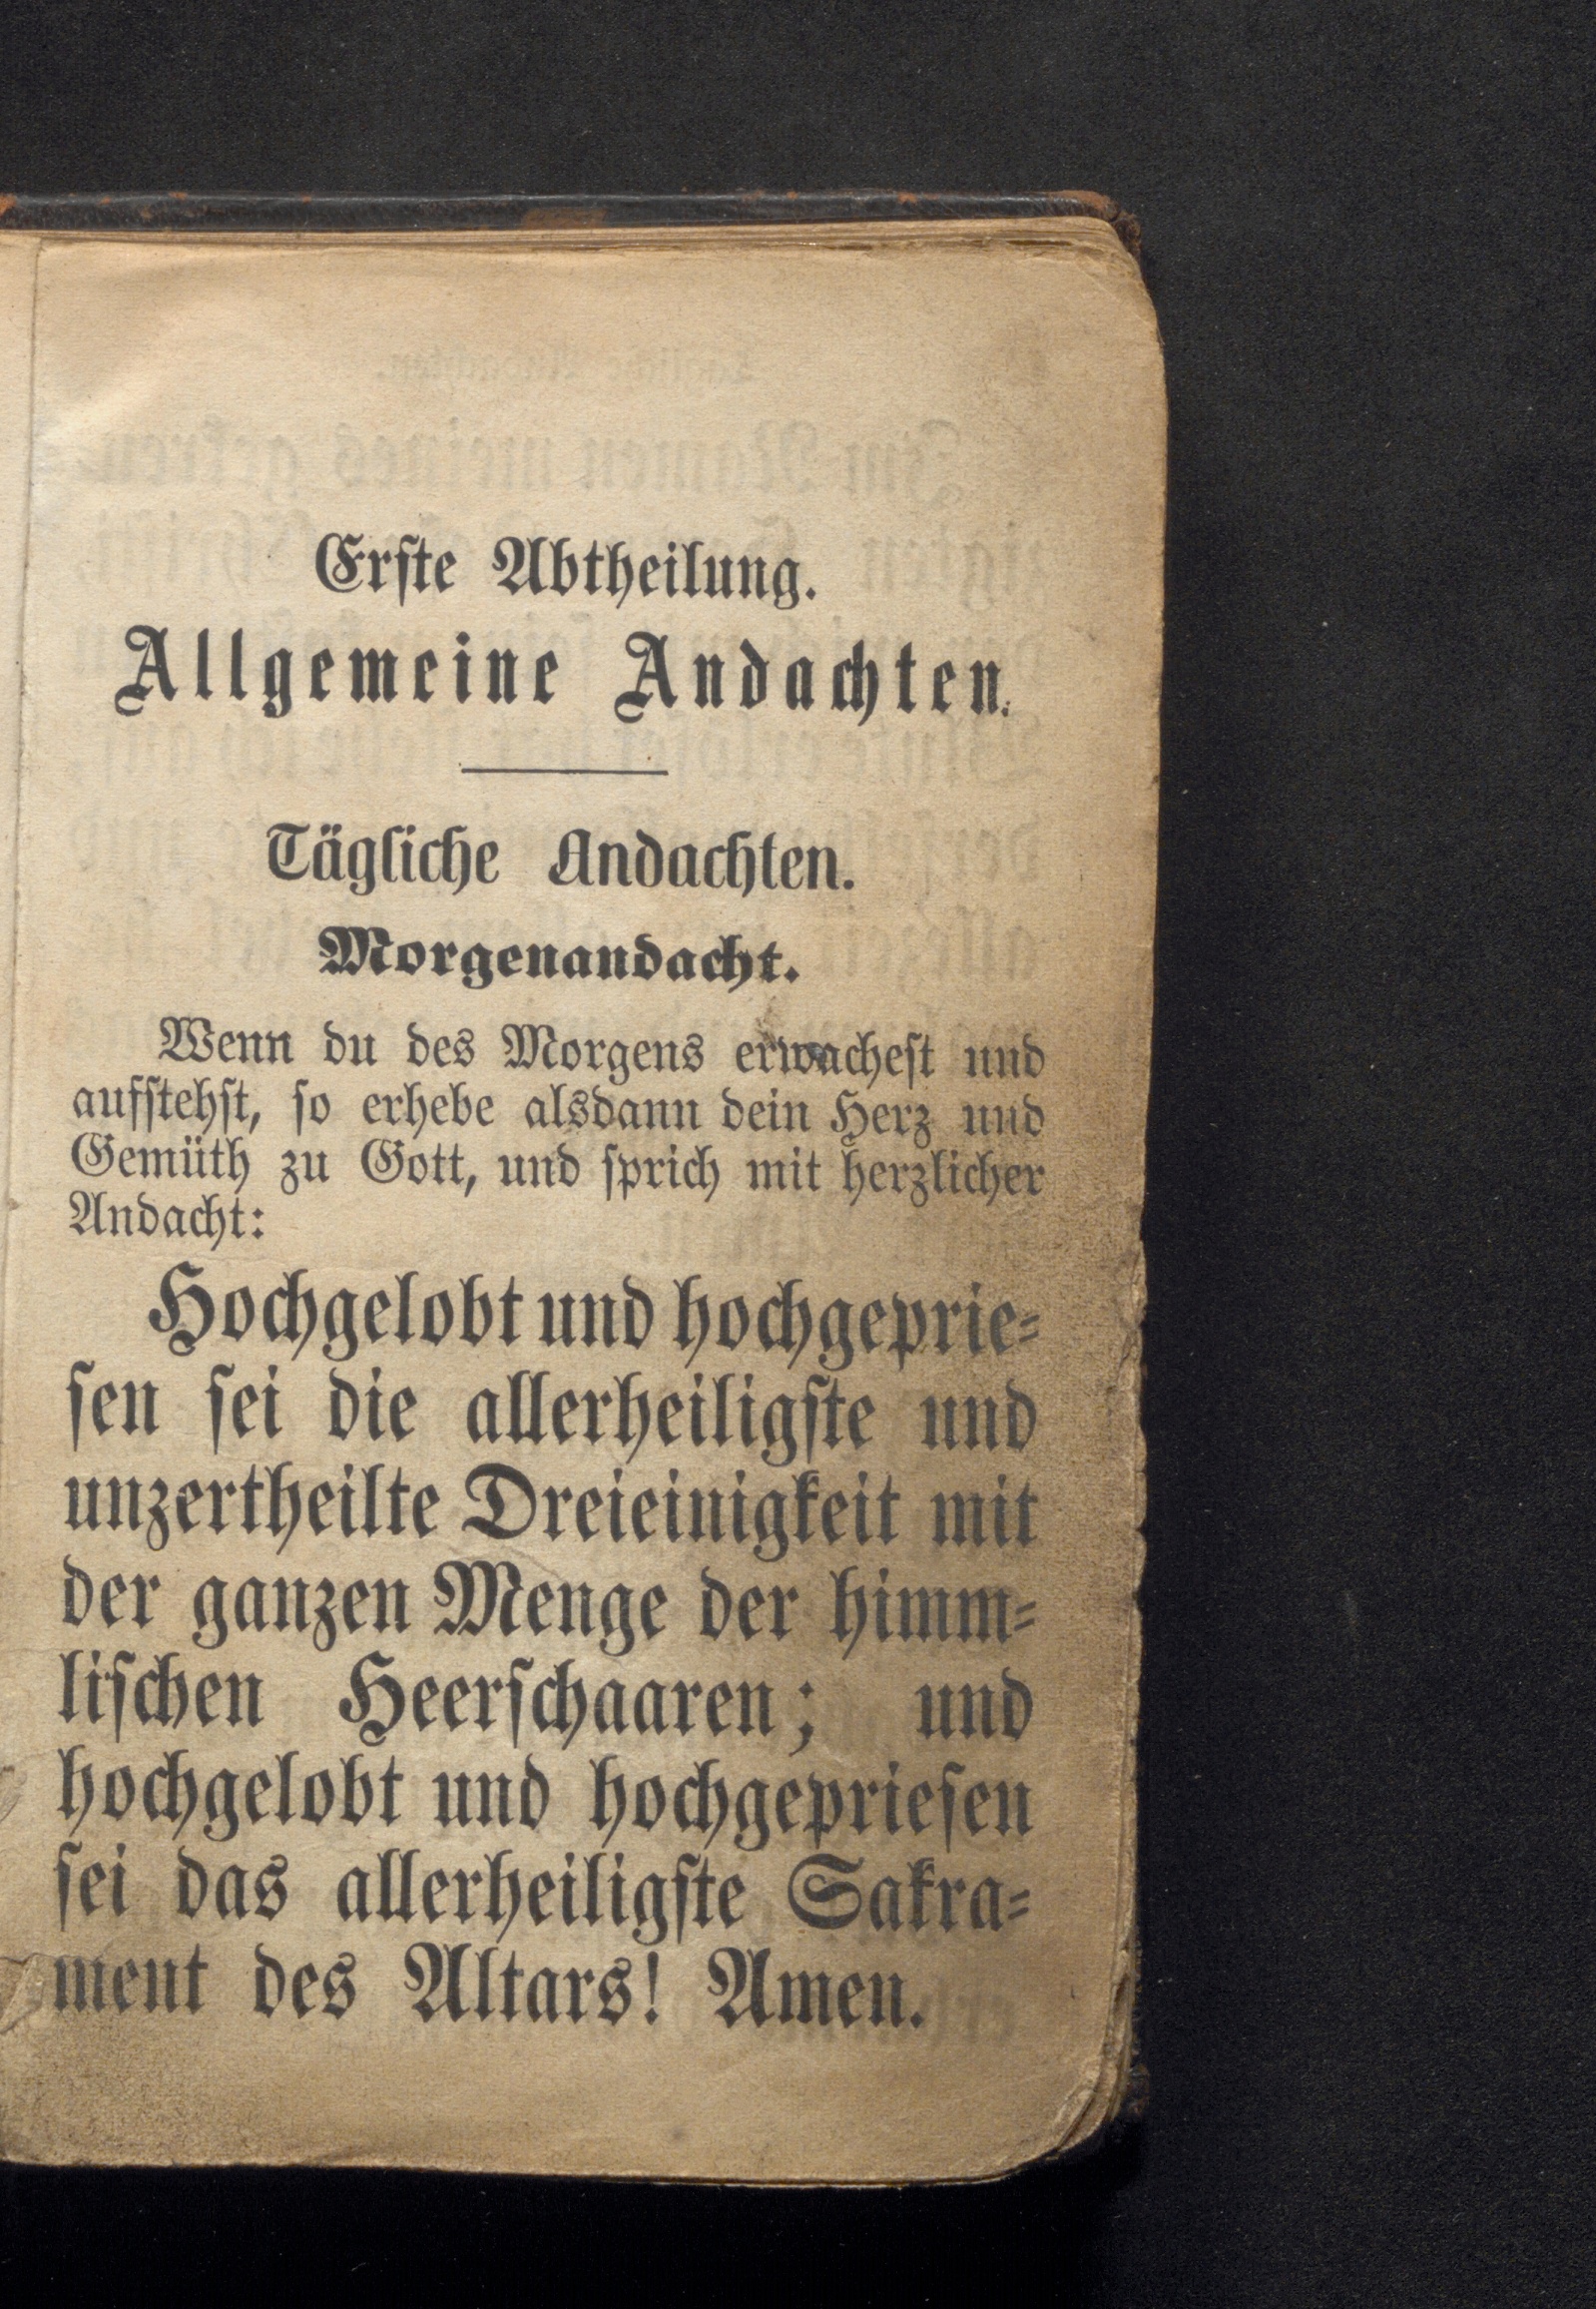 Erſte Abtheilung.
Allgemeine Andachten.
Tägliche Andachten.
Morgenandacht.
Wenn du des Morgens erwacheſt und
aufſtehſt, ſo erhebe alsdann dein Herz und
Gemüth zu Gott, und ſprich mit herzlicher
Andacht:
Hochgelobt und hochgeprie⸗
ſen ſei die allerheiligſte und
unzertheilte Dreieinigkeit mit
der ganzen Menge der himm⸗
liſchen Heerſchaaren; und
hochgelobt und hochgeprieſen
ſei das allerheiligſte Sakra⸗
ment des Altars! Amen.